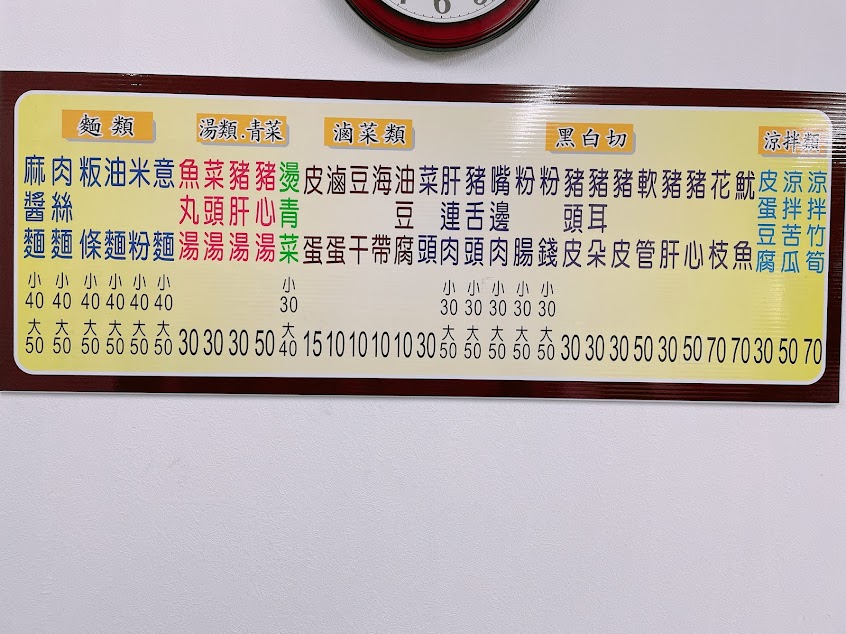 6
麵類
麻醬麵 小40 大50
肉絲麵 小40 大50
粄條 小40 大50
油麵 小40 大50
米粉 小40 大50
意麵 小40 大50
湯類.青菜
魚丸湯 30
菜頭湯 30
豬肝湯 30
豬心湯 50
燙青菜 小30 大40
滷菜類
皮蛋 15
滷蛋 10
豆干 10
海帶 10
油豆腐 10
菜頭 30
黑白切
肝連肉 小30 大50
豬舌頭 小30 大50
嘴邊肉 小30 大50
粉腸 小30 大50
粉錢 小30 大50
豬頭皮 30
豬耳朵 30
豬皮 30
軟管 50
豬肝 30
豬心 50
花枝 70
魷魚 70
涼拌類
皮蛋豆腐 30
涼拌苦瓜 50
涼拌竹筍 70